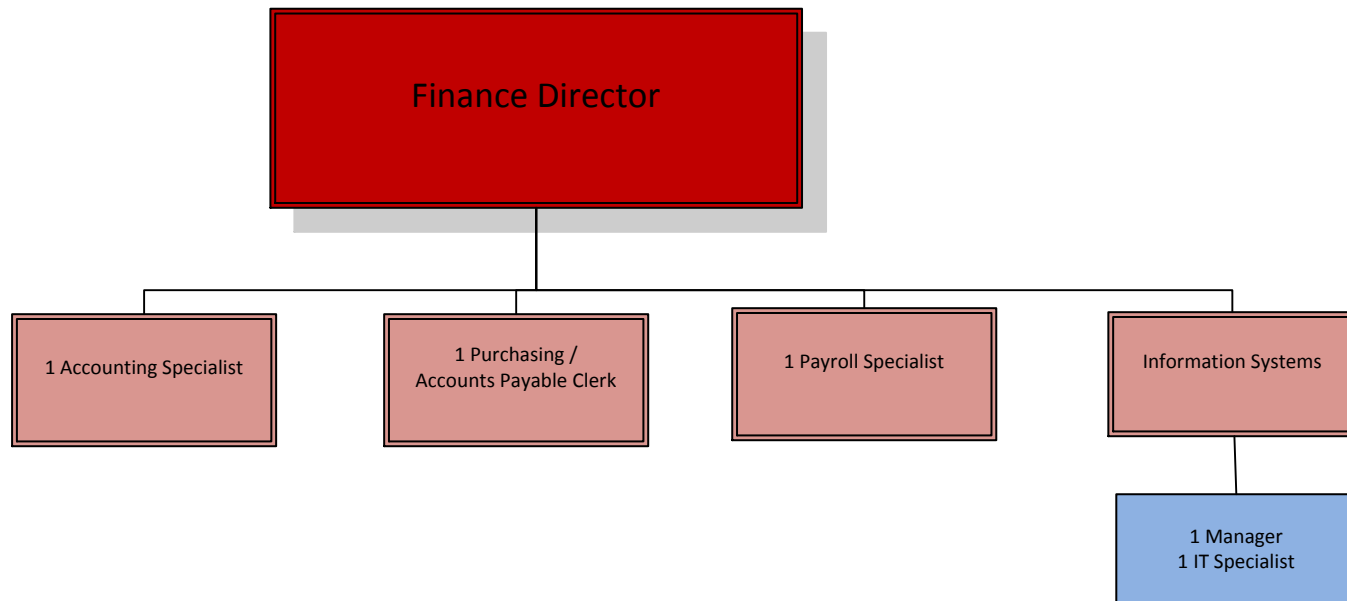 Finance Director
1 Accounting Specialist
1 Purchasing /
Accounts Payable Clerk
1 Payroll Specialist
Information Systems
1 Manager
1 IT Specialist